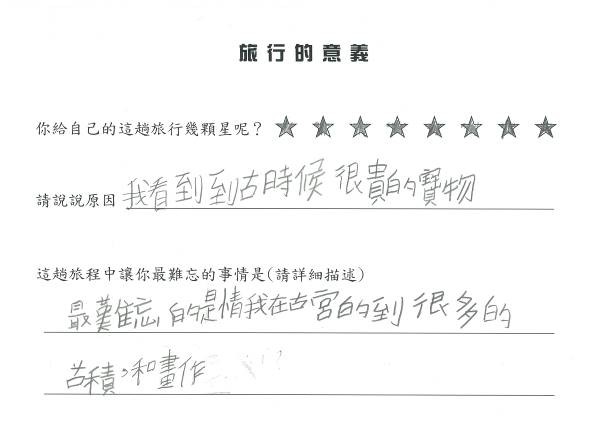 旅行的意義
你給自己的這趟旅行幾顆星呢？★★★★★★★★
請說說原因 我看到到古時候很貴的寶物
這趟旅程中讓你最難忘的事情是(請詳細描述)
最難忘的是情我在古宮的到很多的
古積、和畫作